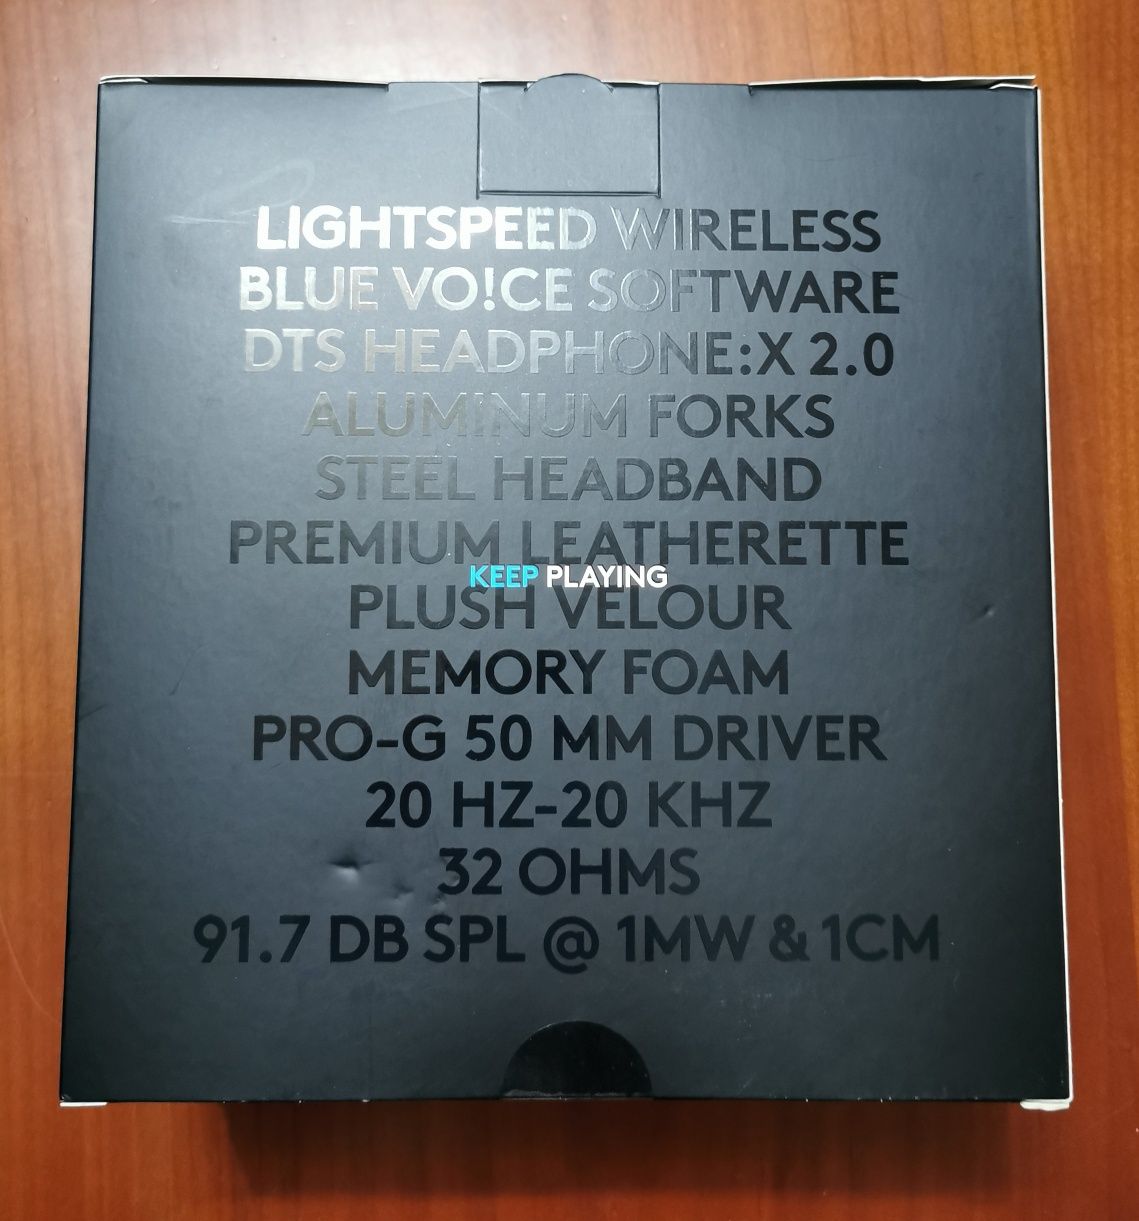 LIGHTSPEED WIRELESS
BLUE VO!CE SOFTWARE
DTS HEADPHONE:X 2.0
ALUMINUM FORKS
STEEL HEADBAND
PREMIUM LEATHERETTE
KEEP PLAYING
PLUSH VELOUR
MEMORY FOAM
PRO-G 50 MM DRIVER
20 HZ-20 KHZ
32 OHMS
91.7 DB SPL @ 1MW & 1CM